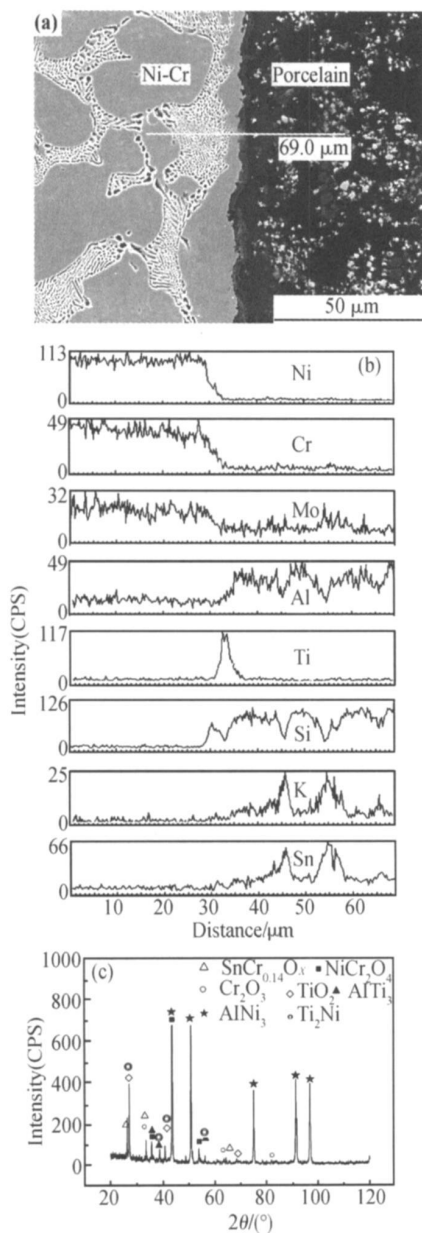 (a)
Ni-Cr Porcelain
69.0 μm
50 μm
113 Ni (b)
0
49 Cr
0
32 Mo
0
49
Al
0
117 Ti
0
126
Si
0
25 K
0
66 Sn
0
10 20 30 40 50 60
Distance/μm
Intensity(CPS)
1000 (c) △ SnCr0.14Ox ■ NiCr2O4
○ Cr2O3 ◇ TiO2 ▲ AlTi3
800 ★ AlNi3 Ti2Ni
600
400
200
0
20 40 60 80 100 120
2θ/(°)
Intensity(CPS)